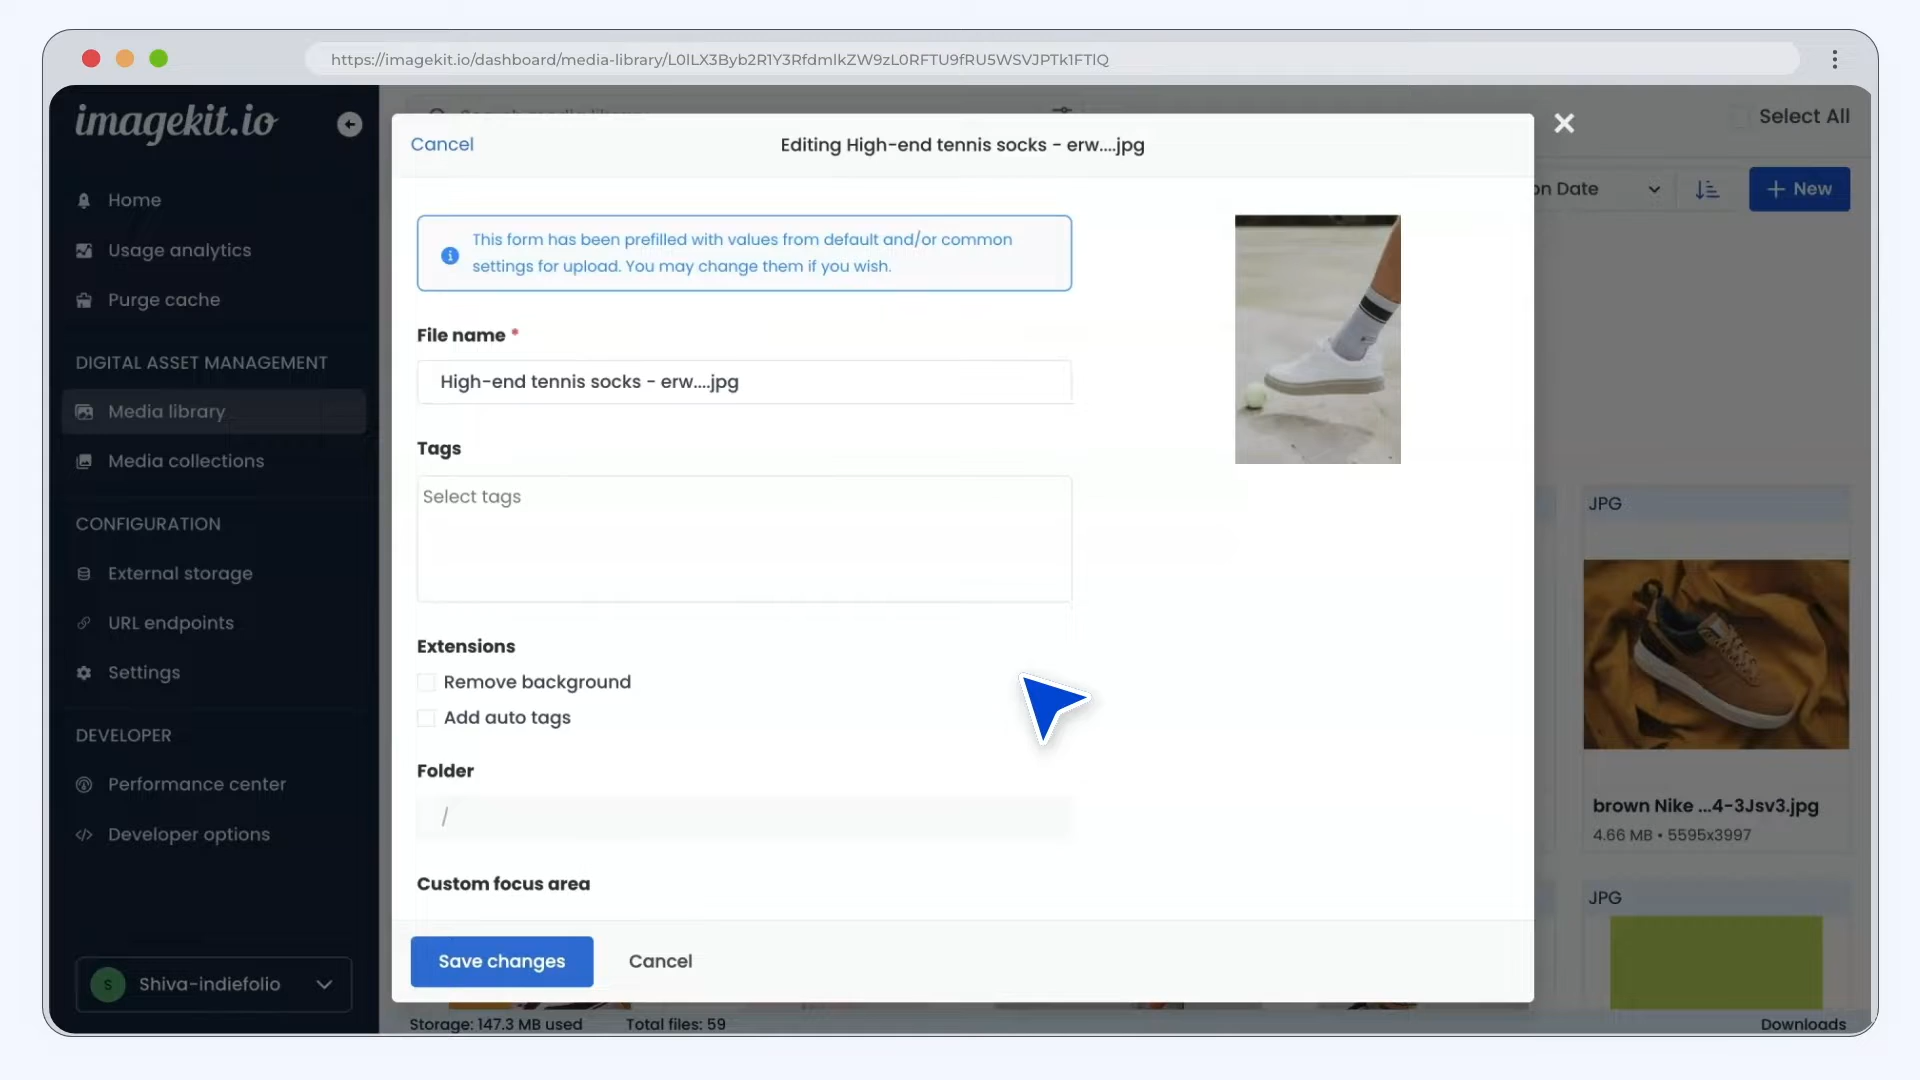 https://imagekit.io/dashboard/media-library/L0lLX3Byb2R1Y3RfdmlkZW9zL0RFTU9fRU5WSVJPTk1FTlQ
imagekit.io
Home
Usage analytics
Purge cache
DIGITAL ASSET MANAGEMENT
Media library
Media collections
CONFIGURATION
External storage
URL endpoints
Settings
DEVELOPER
Performance center
Developer options
S
Shiva-indiefolio
Cancel
Editing High-end tennis socks - erw....jpg
This form has been prefilled with values from default and/or common
settings for upload. You may change them if you wish.
File name *
High-end tennis socks - erw....jpg
Tags
Select tags
Extensions
Remove background
Add auto tags
Folder
/
Custom focus area
Save changes
Cancel
Select All
on Date
New
JPG
brown Nike ...4-3Jsv3.jpg
4.66 MB • 5595x3997
JPG
Storage: 147.3 MB used
Total files: 59
Downloads